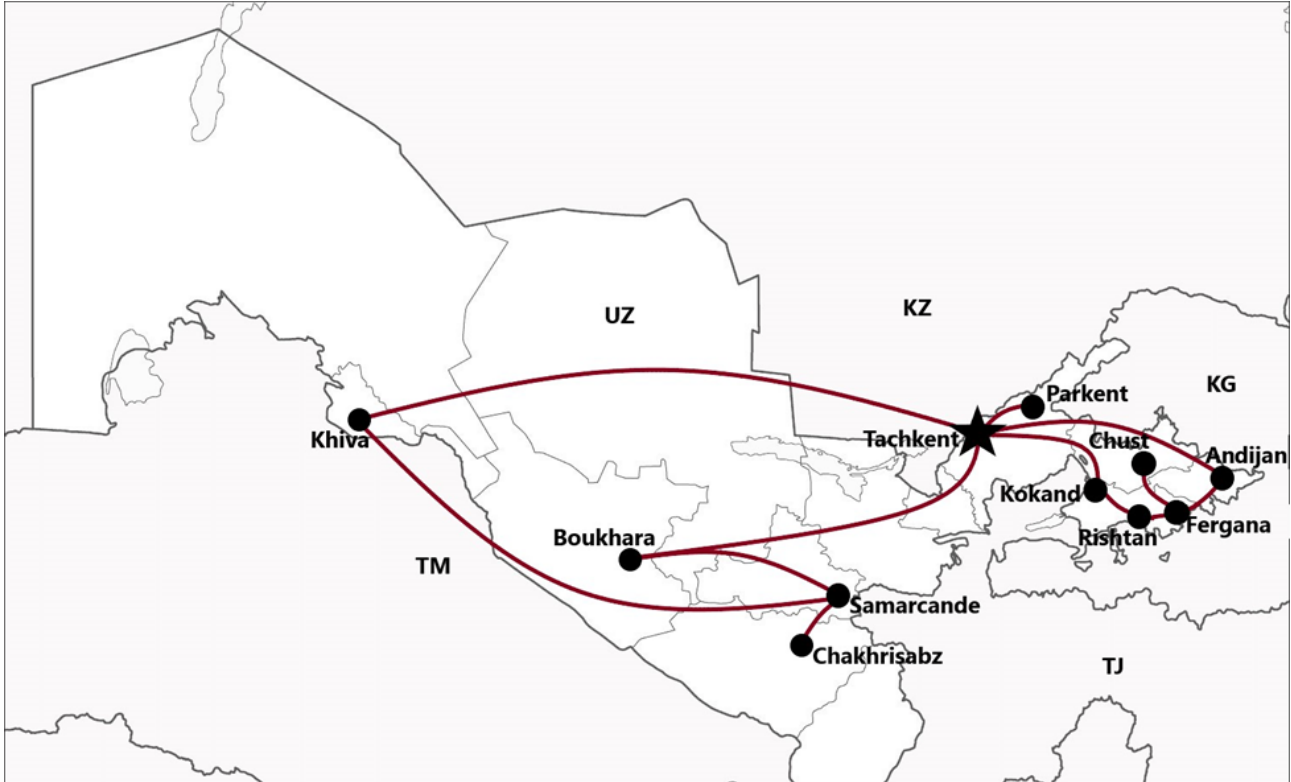 KZ
UZ
KG
Parkent
Tachkent
Chust
Khiva
Andijan
Kokand
Fergana
Rishtan
Boukhara
TM
Samarcande
Chakhrisabz
TJ